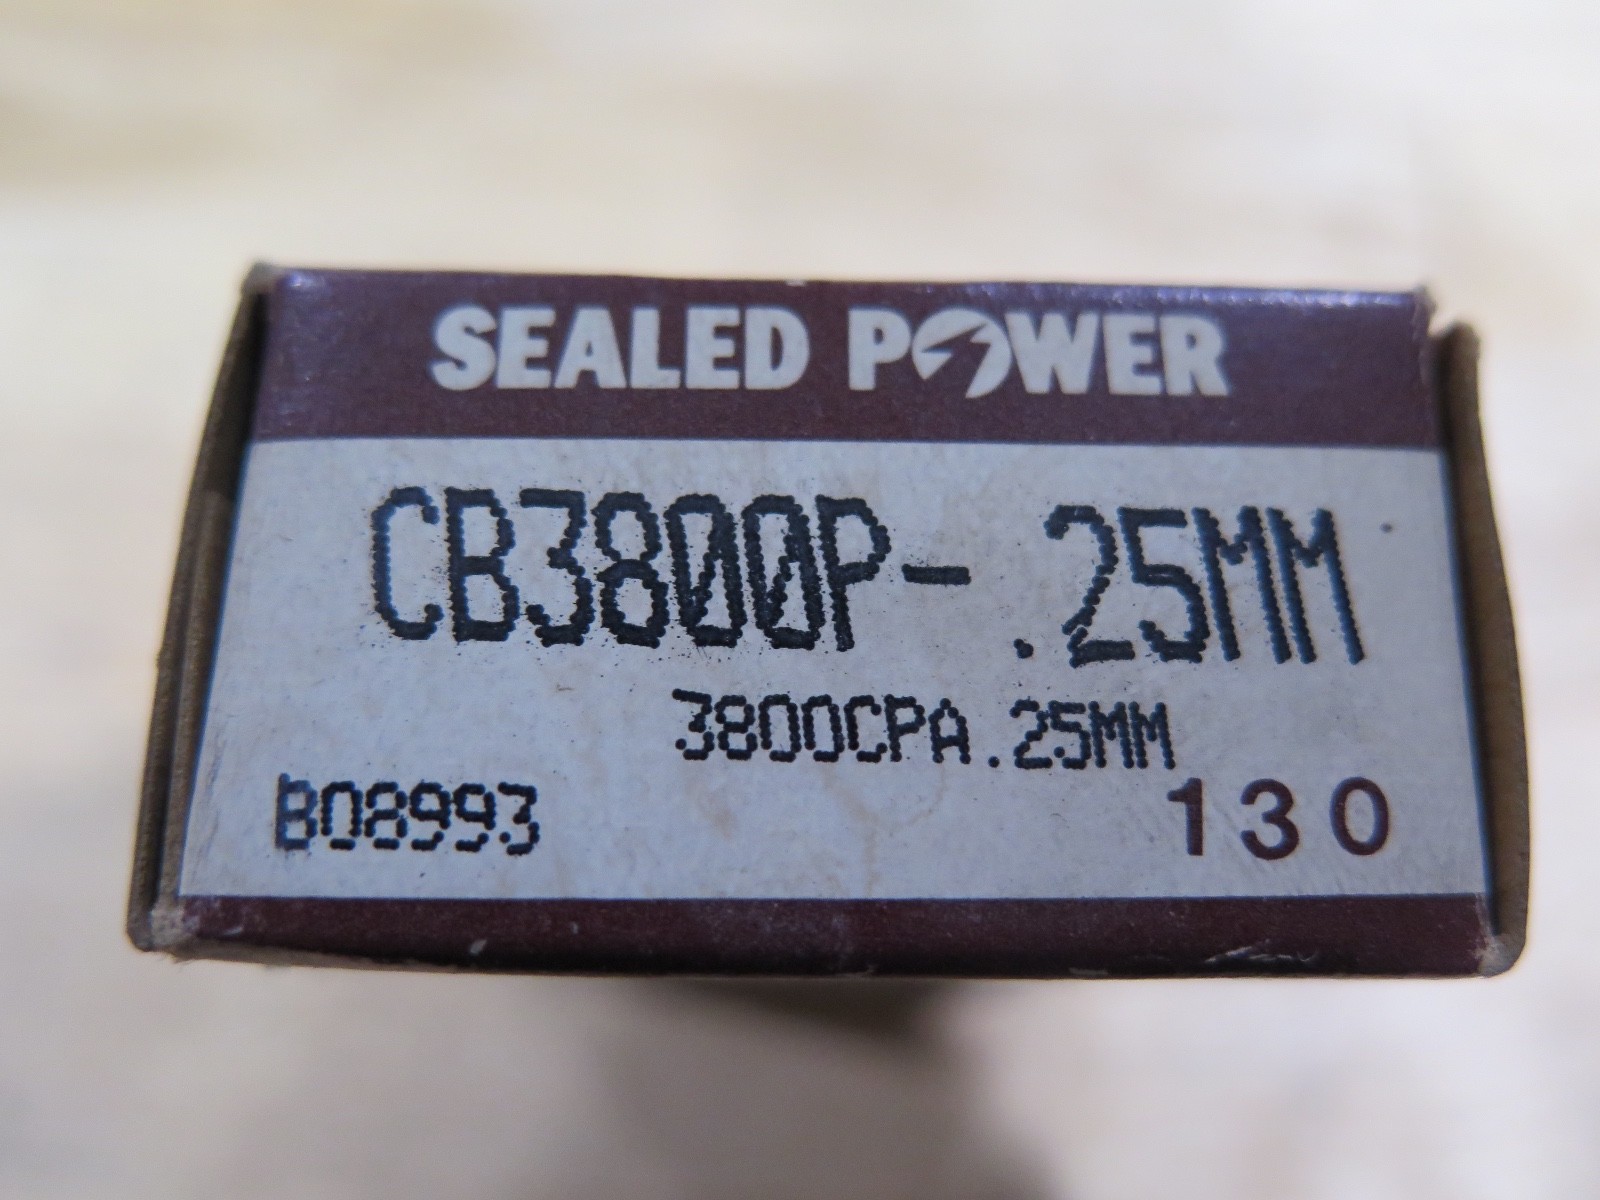 SEALED POWER
CB3800P- .25MM
3800CPA.25MM
B08993
130